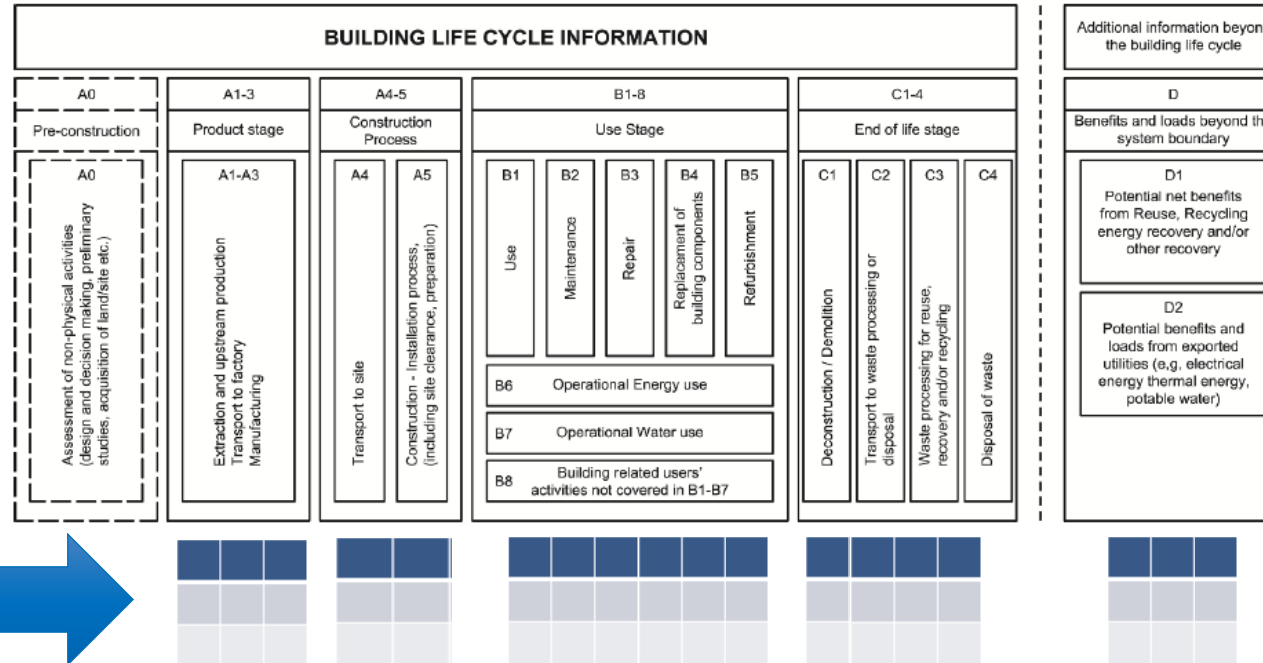 BUILDING LIFE CYCLE INFORMATION
Additional information beyon
the building life cycle
A0
Pre-construction
A0
Assessment of non-physical activities
(design and decision making, preliminary
studies, acquisition of land/site etc.)
A1-3
Product stage
A1-A3
Extraction and upstream production
Transport to factory
Manufacturing
A4-5
Construction
Process
A4
Transport to site
A5
Construction - Installation process,
(including site clearance, preparation)
B1-8
Use Stage
B1
Use
B2
Maintenance
B3
Repair
B4
Replacement of
building components
B5
Refurbishment
B6 Operational Energy use
B7 Operational Water use
B8 Building related users'
activities not covered in B1-B7
C1-4
End of life stage
C1
Deconstruction / Demolition
C2
Transport to waste processing or
disposal
C3
Waste processing for reuse,
recovery and/or recycling
C4
Disposal of waste
D
Benefits and loads beyond th
system boundary
D1
Potential net benefits
from Reuse, Recycling
energy recovery and/or
other recovery
D2
Potential benefits and
loads from exported
utilities (e,g, electrical
energy thermal energy,
potable water)